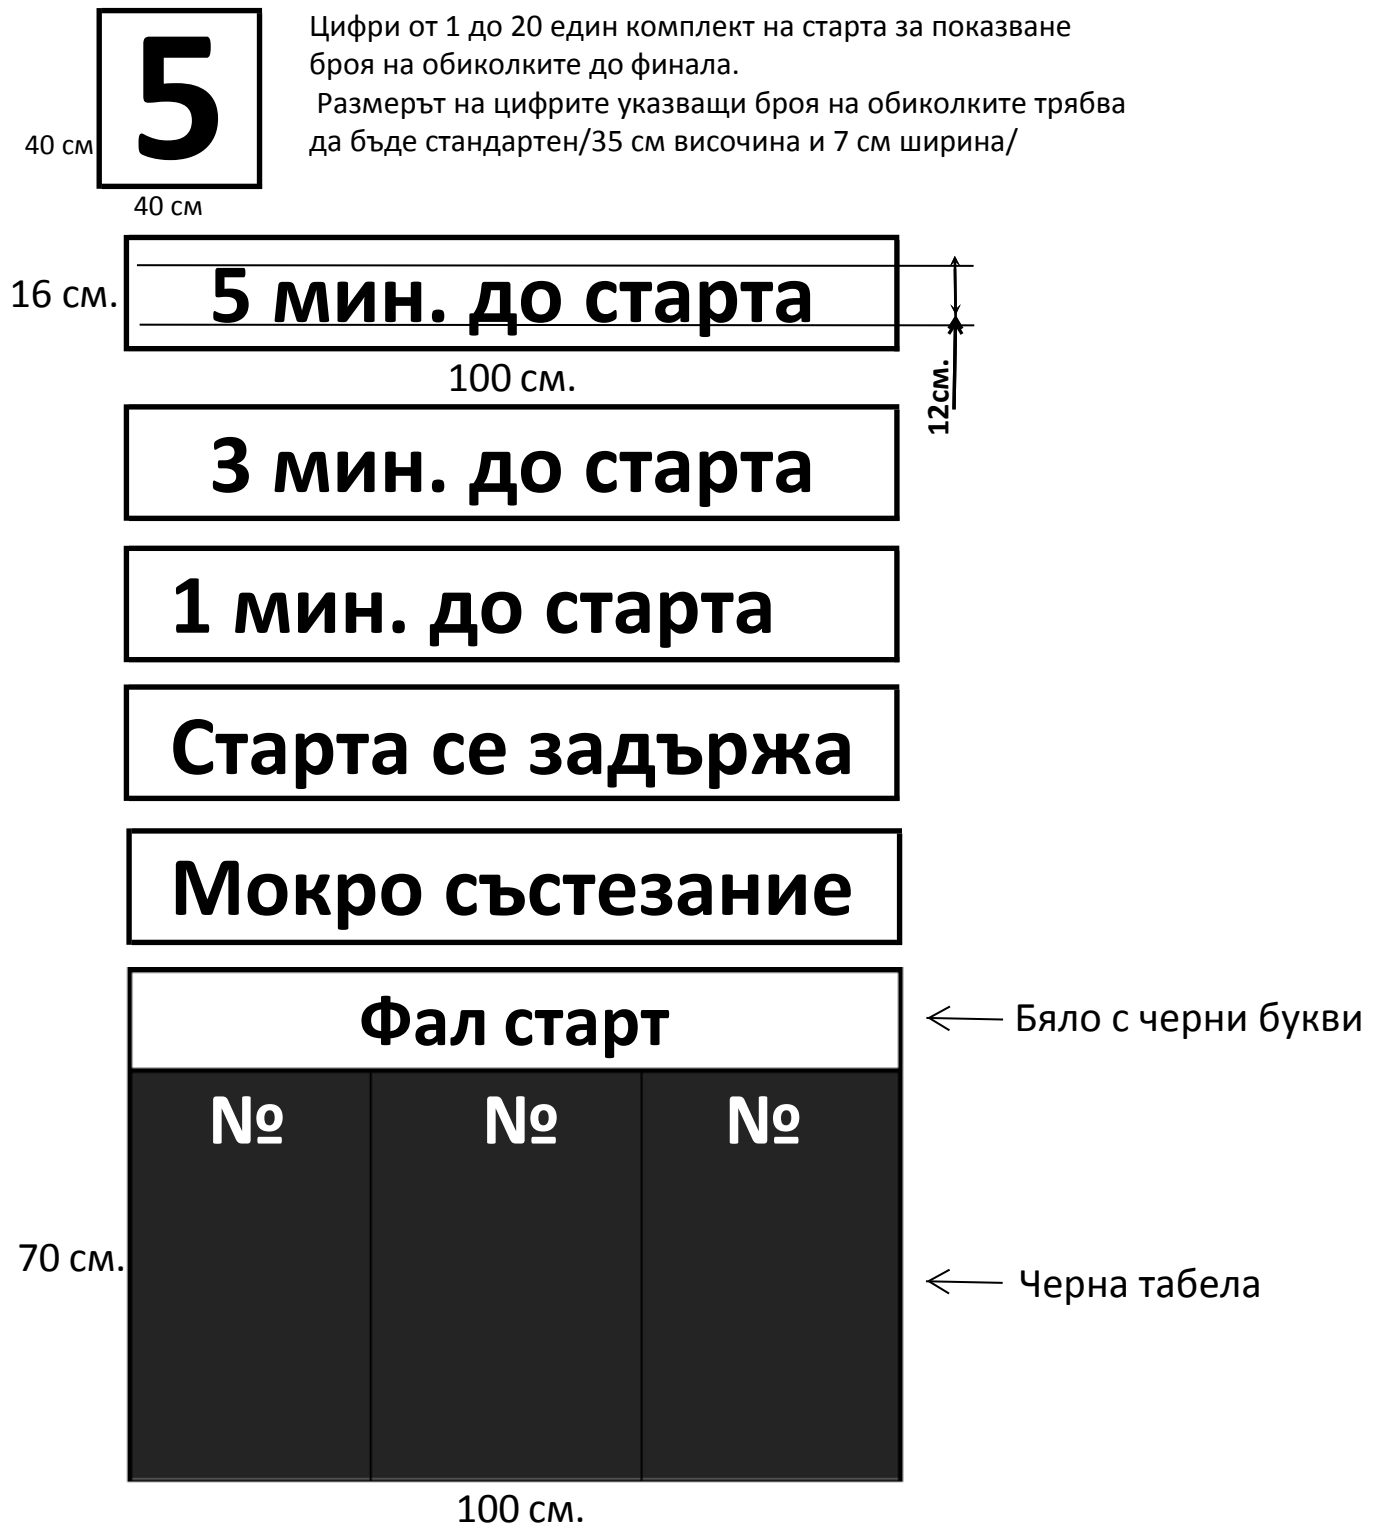 5
Цифри от 1 до 20 един комплект на старта за показване
броя на обиколките до финала.
Размерът на цифрите указващи броя на обиколките трябва
да бъде стандартен/35 см височина и 7 см ширина/
40 см
40 см
5 мин. до старта
16 см.
100 см.
12см.
3 мин. до старта
1 мин. до старта
Старта се задържа
Мокро състезание
Фал старт
Бяло с черни букви
№ № №
70 см.
Черна табела
100 см.